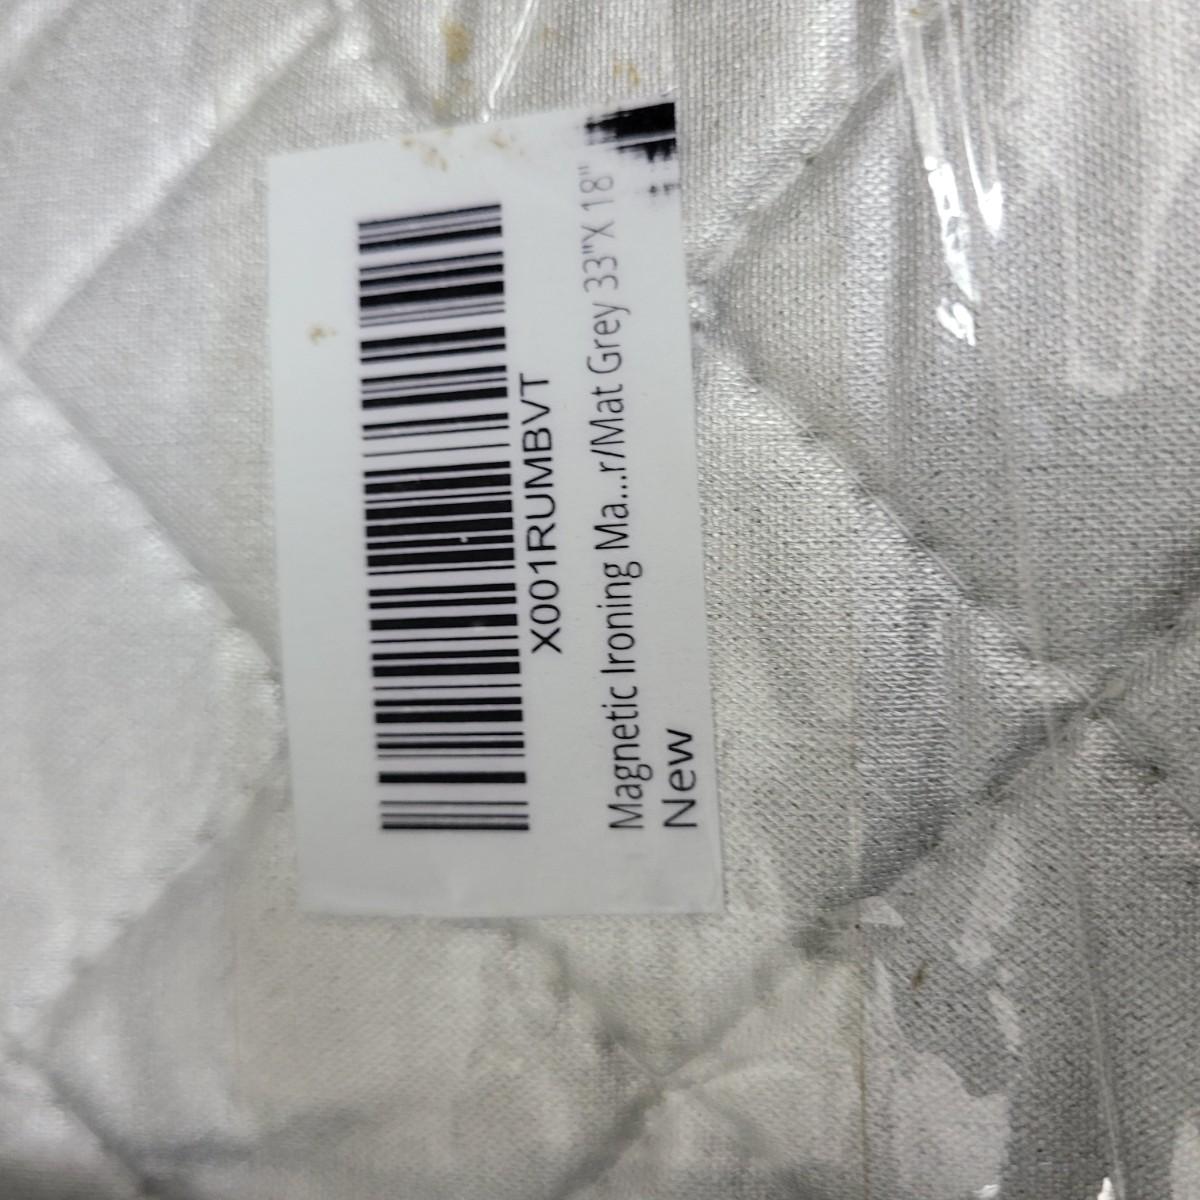 X001RUMBVT
Magnetic Ironing Ma...r/Mat Grey 33"X 18"
New